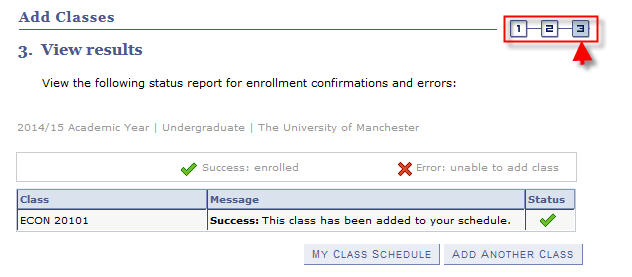 Add Classes
1 2 3
3. View results
View the following status report for enrollment confirmations and errors:
2014/15 Academic Year | Undergraduate | The University of Manchester
Success: enrolled Error: unable to add class
Class Message Status
ECON 20101 Success: This class has been added to your schedule.
MY CLASS SCHEDULE ADD ANOTHER CLASS